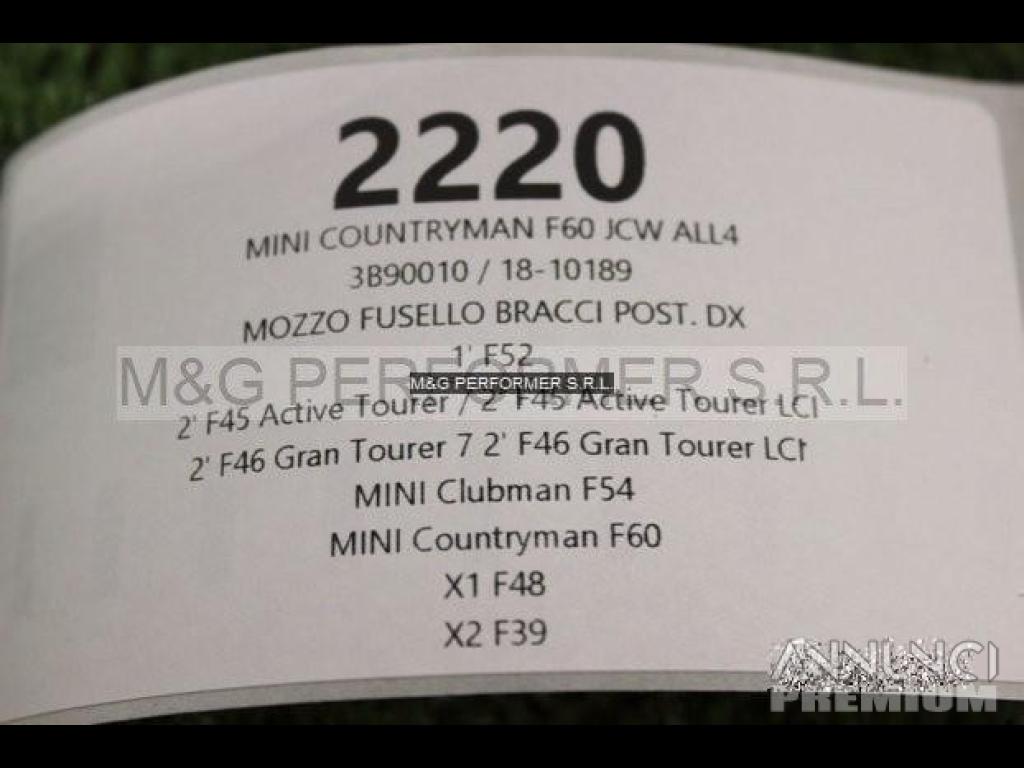 2220
MINI COUNTRYMAN F60 JCW ALL4
3B90010 / 18-10189
MOZZO FUSELLO BRACCI POST. DX
1' F52
M&G PERFORMER S.R.L.
M&G PERFORMER S.R.L.
2' F45 Active Tourer / 2' F45 Active Tourer LCI
2' F46 Gran Tourer 7 2' F46 Gran Tourer LCI
MINI Clubman F54
MINI Countryman F60
X1 F48
X2 F39
ANNUNCI
PREMIUM